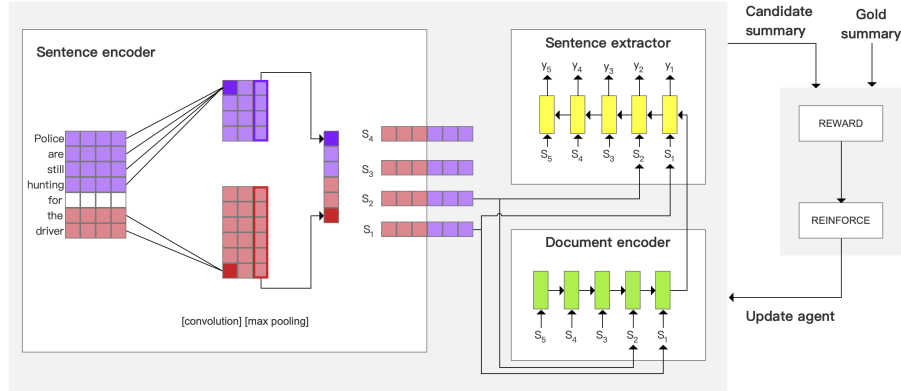 Sentence encoder
Police
are
still
hunting
for
the
driver
[convolution] [max pooling]
S4
S3
S2
S1
Sentence extractor
y5 y4 y3 y2 y1
S5 S4 S3 S2 S1
Document encoder
S5 S4 S3 S2 S1
Candidate
summary
Gold
summary
REWARD
REINFORCE
Update agent